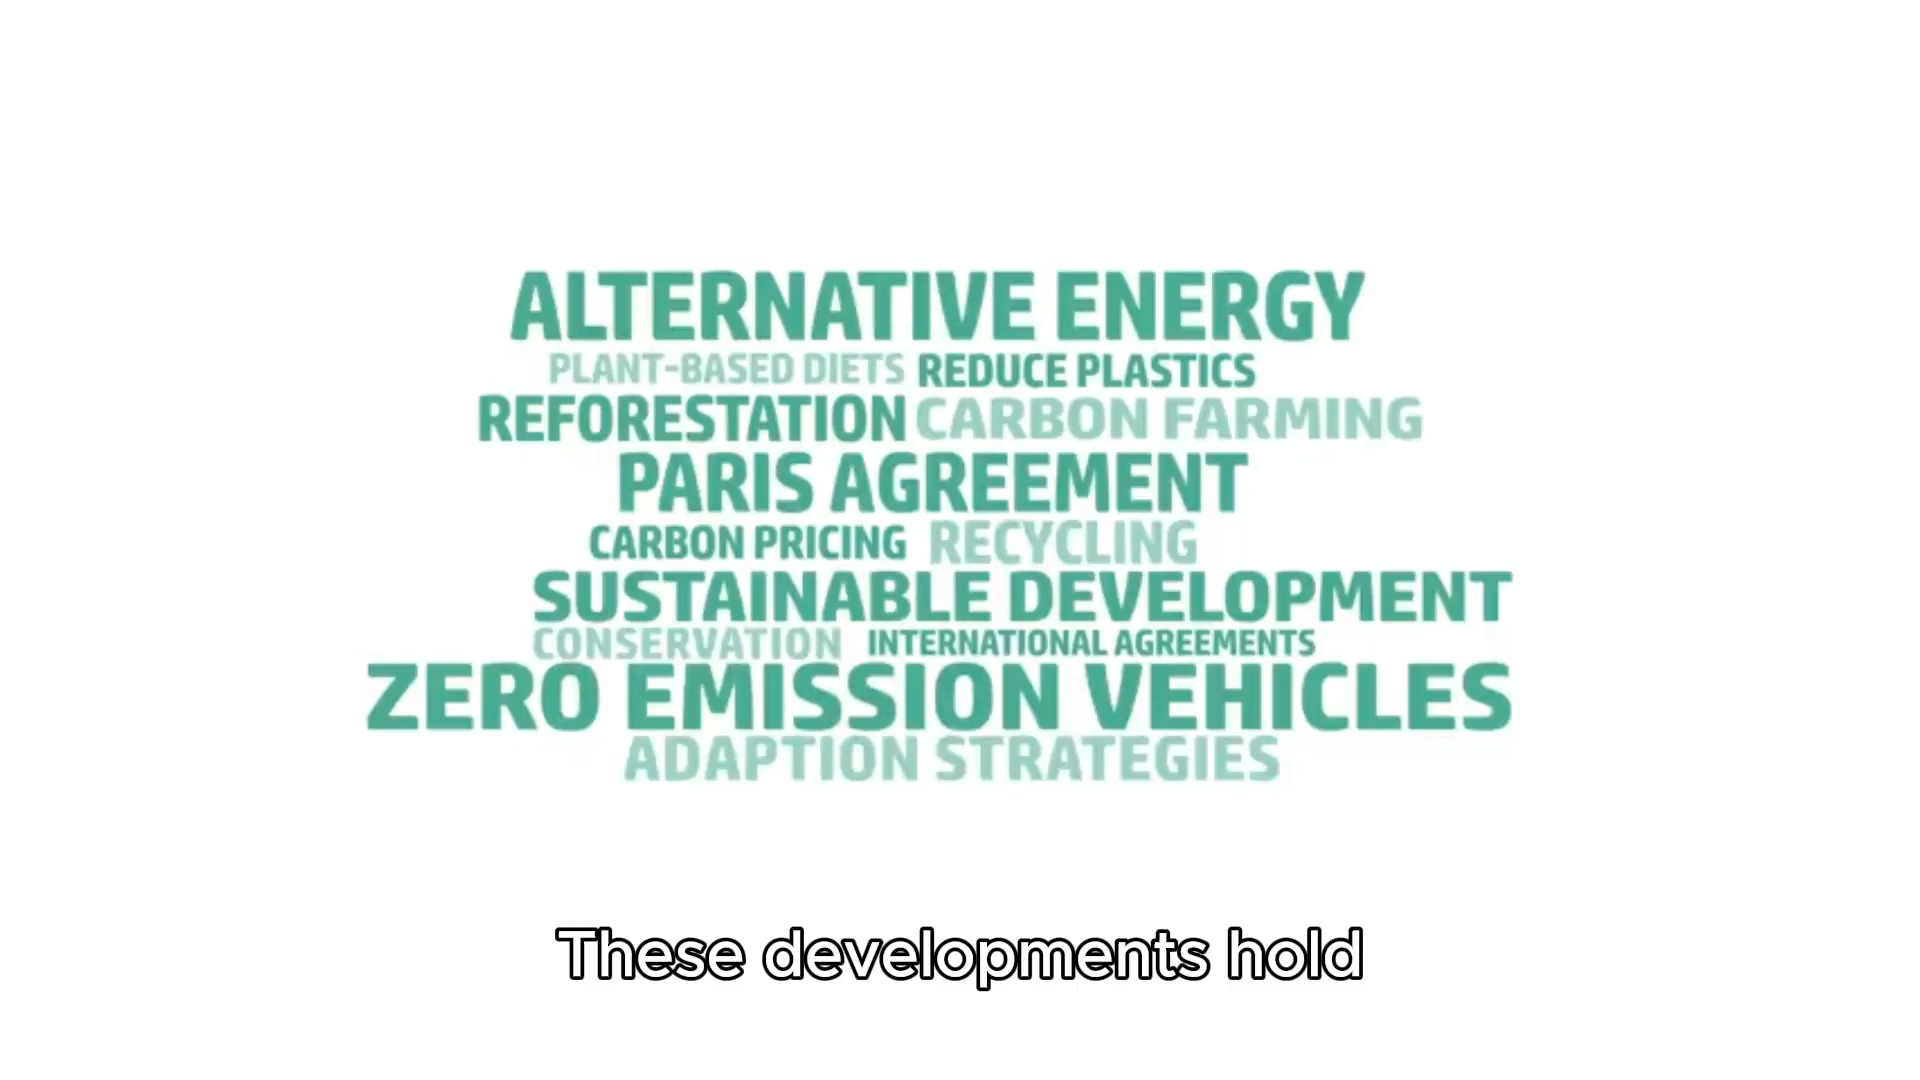 ALTERNATIVE ENERGY
PLANT-BASED DIETS REDUCE PLASTICS
REFORESTATION CARBON FARMING
PARIS AGREEMENT
CARBON PRICING RECYCLING
SUSTAINABLE DEVELOPMENT
CONSERVATION INTERNATIONAL AGREEMENTS
ZERO EMISSION VEHICLES
ADAPTION STRATEGIES
These developments hold